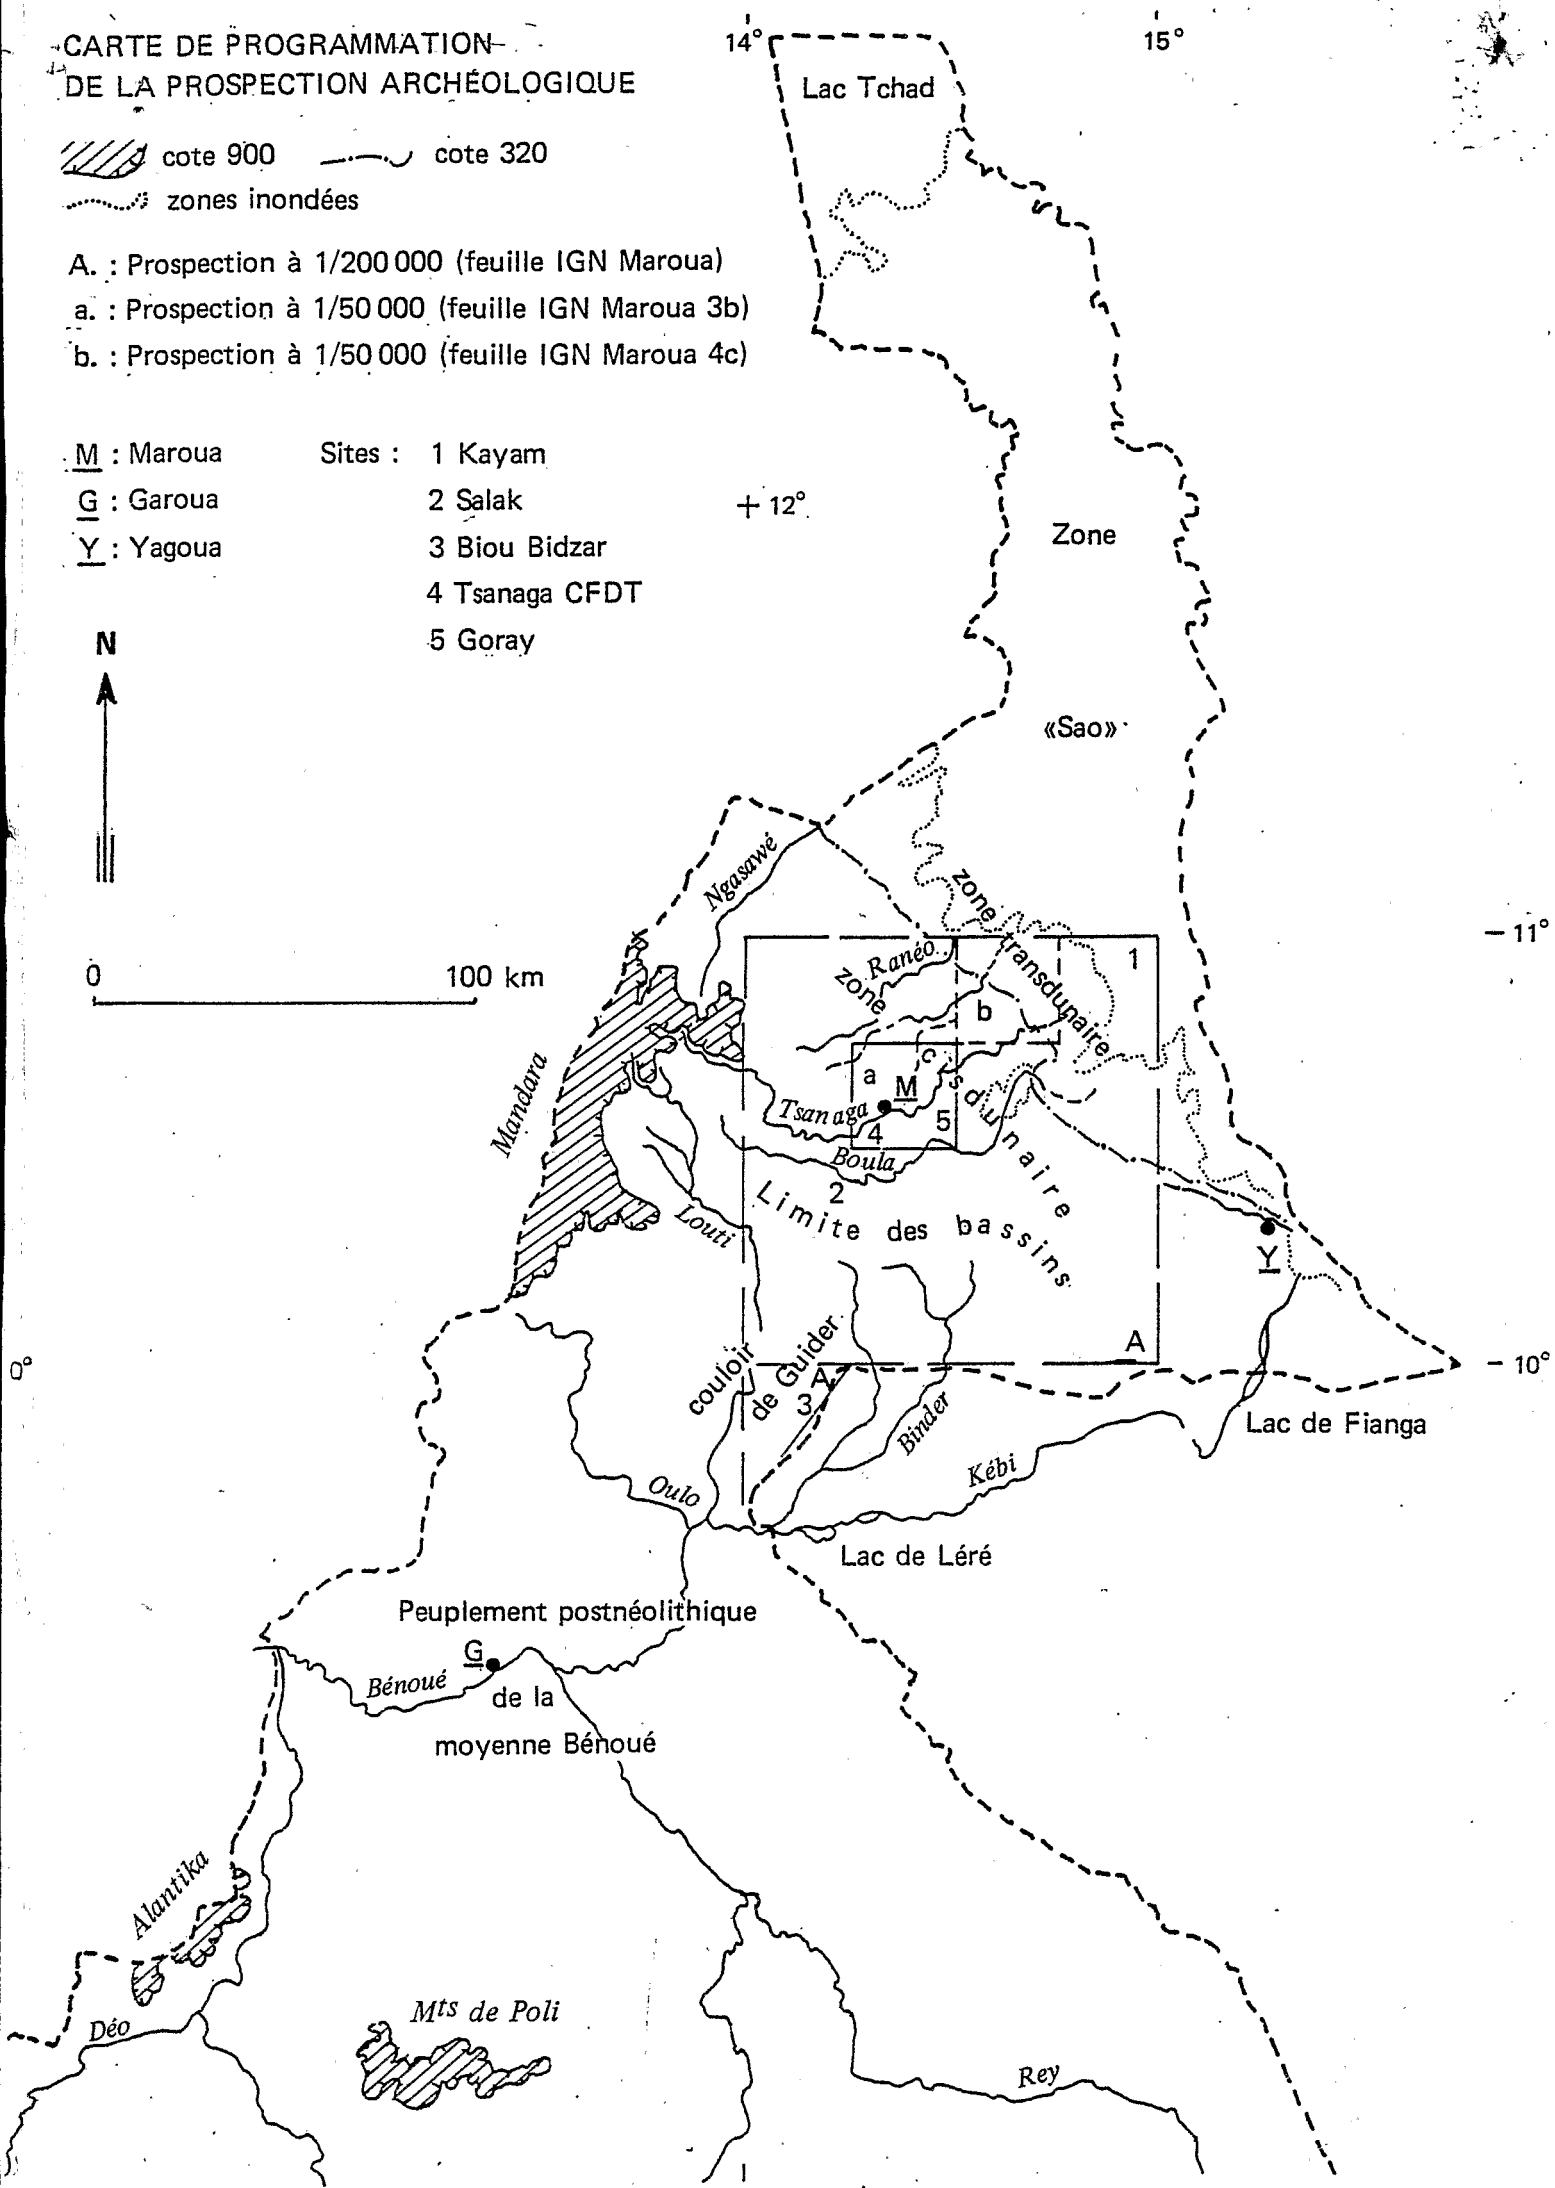 CARTE DE PROGRAMMATION
DE LA PROSPECTION ARCHÉOLOGIQUE
cote 900
cote 320
zones inondées
A. : Prospection à 1/200 000 (feuille IGN Maroua)
a. : Prospection à 1/50 000 (feuille IGN Maroua 3b)
b. : Prospection à 1/50 000 (feuille IGN Maroua 4c)
M : Maroua
G : Garoua
Y : Yagoua
Sites : 1 Kayam
2 Salak
3 Biou Bidzar
4 Tsanaga CFDT
5 Goray
N
0 100 km
14°
15°
Lac Tchad
+ 12°
Zone
«Sao»
Ngasawé
zone transdunaire
– 11°
1
Ranéo
zone cisdunaire
b
a
M
Mandara
Tsanaga
4
5
Boula
2
Louti
Limite des bassins
Y
A
couloir
de Guider
A
3
0°
– 10°
Binder
Lac de Fianga
Kébi
Oulo
Lac de Léré
Peuplement postnéolithique
G
Bénoué
de la
moyenne Bénoué
Alantika
Déo
Mts de Poli
Rey